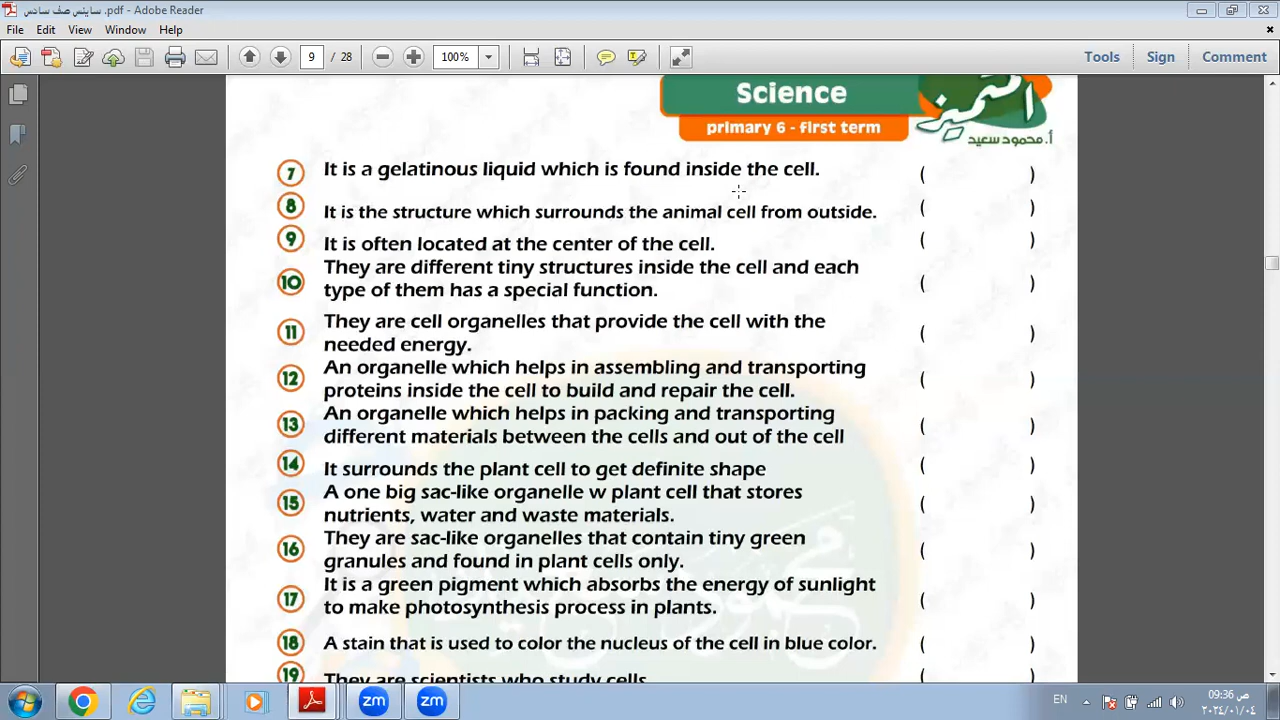 ساينس صف سادس .pdf - Adobe Reader
File Edit View Window Help
9 / 28 100% Tools Sign Comment
Science
primary 6 - first term
التميز
أ. محمود سعيد
7 It is a gelatinous liquid which is found inside the cell. ( )
8 It is the structure which surrounds the animal cell from outside. ( )
9 It is often located at the center of the cell. ( )
10 They are different tiny structures inside the cell and each
type of them has a special function. ( )
11 They are cell organelles that provide the cell with the
needed energy. ( )
12 An organelle which helps in assembling and transporting
proteins inside the cell to build and repair the cell. ( )
13 An organelle which helps in packing and transporting
different materials between the cells and out of the cell ( )
14 It surrounds the plant cell to get definite shape ( )
15 A one big sac-like organelle w plant cell that stores
nutrients, water and waste materials. ( )
16 They are sac-like organelles that contain tiny green
granules and found in plant cells only. ( )
17 It is a green pigment which absorbs the energy of sunlight
to make photosynthesis process in plants. ( )
18 A stain that is used to color the nucleus of the cell in blue color. ( )
19 They are scientists who study cells
zm zm
EN
09:36 ص
٢٠٢٤/٠١/٠٤